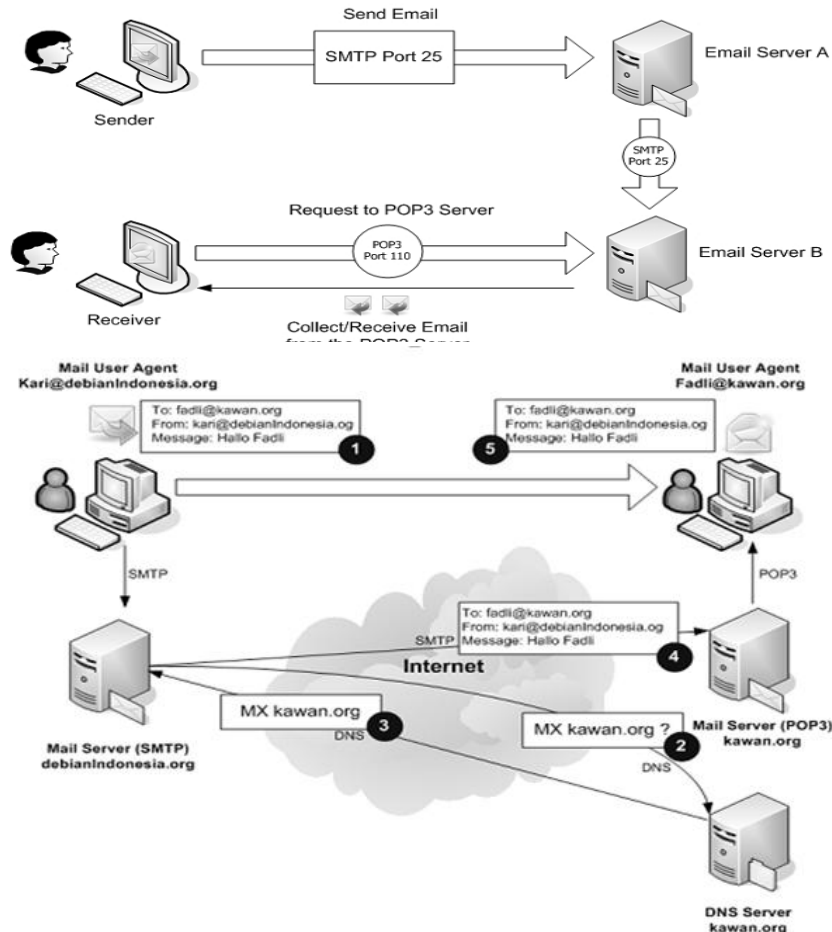 Send Email
SMTP Port 25
Email Server A
Sender
SMTP
Port 25
Request to POP3 Server
POP3
Port 110
Email Server B
Receiver
Collect/Receive Email
from the POP3 Server
Mail User Agent
Kari@debianIndonesia.org
Mail User Agent
Fadli@kawan.org
To: fadli@kawan.org
From: kari@debianIndonesia.og
Message: Hallo Fadli
1
5
To: fadli@kawan.org
From: kari@debianIndonesia.og
Message: Hallo Fadli
SMTP
POP3
To: fadli@kawan.org
From: kari@debianIndonesia.og
Message: Hallo Fadli
4
SMTP
Internet
MX kawan.org
3
DNS
MX kawan.org ?
2
DNS
Mail Server (SMTP)
debianIndonesia.org
Mail Server (POP3)
kawan.org
DNS Server
kawan.org